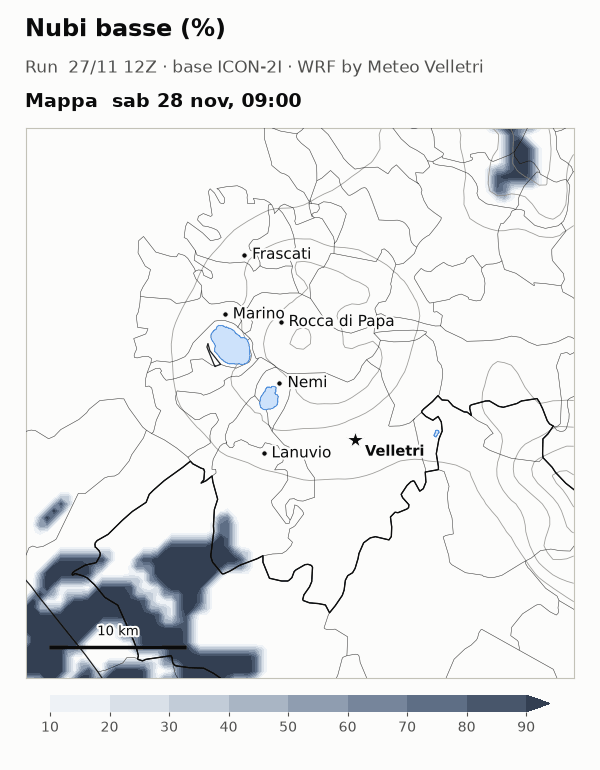 Nubi basse (%)
Run  27/11 12Z · base ICON-2I · WRF by Meteo Velletri
Mappa  sab 28 nov, 09:00
Frascati
Marino
Rocca di Papa
Nemi
Velletri
Lanuvio
10 km
10 20 30 40 50 60 70 80 90